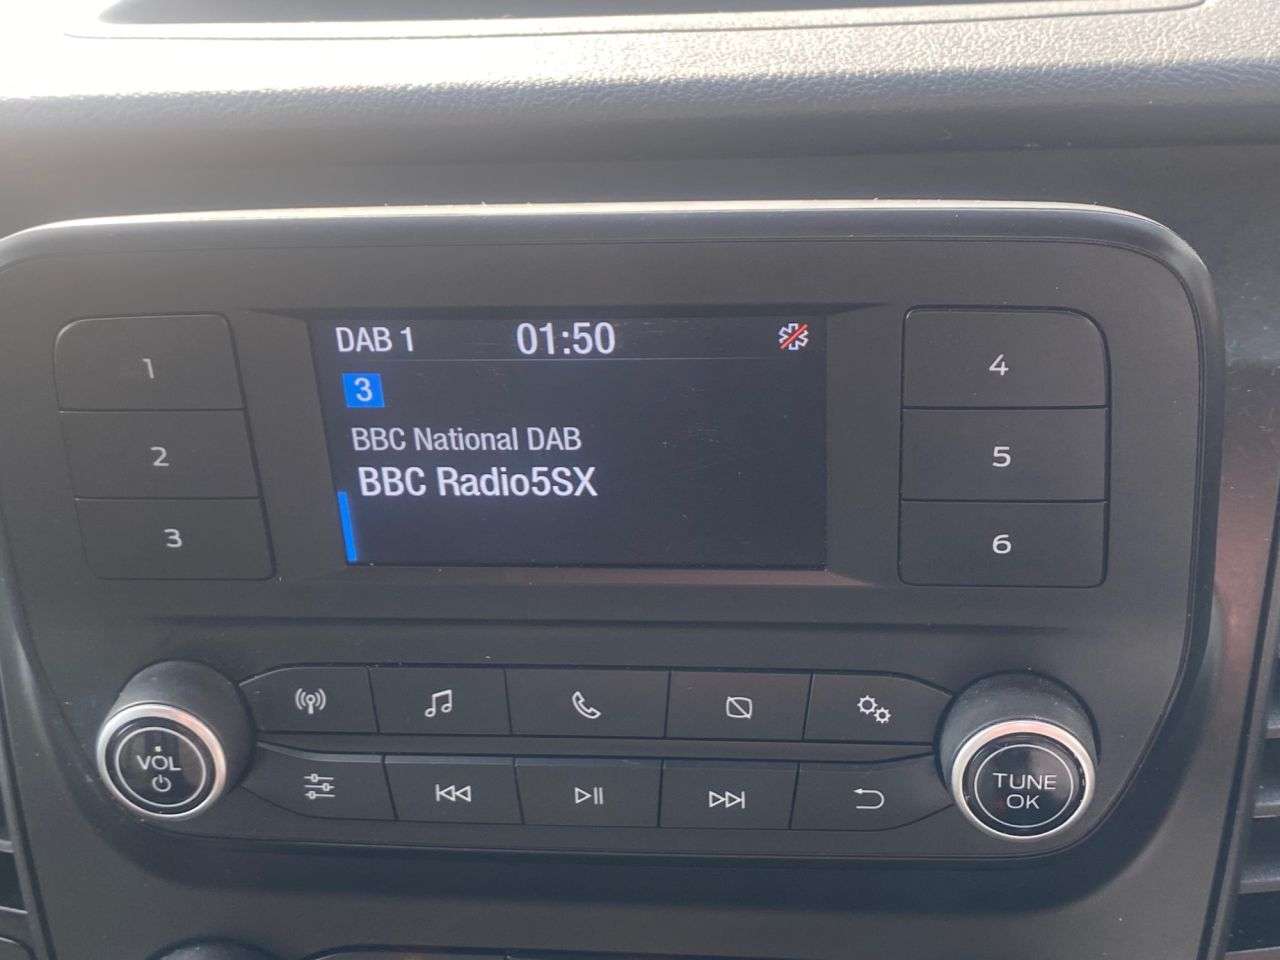 DAB 1 01:50
3
BBC National DAB
BBC Radio5SX
1
2
3
4
5
6
VOL
TUNE
OK